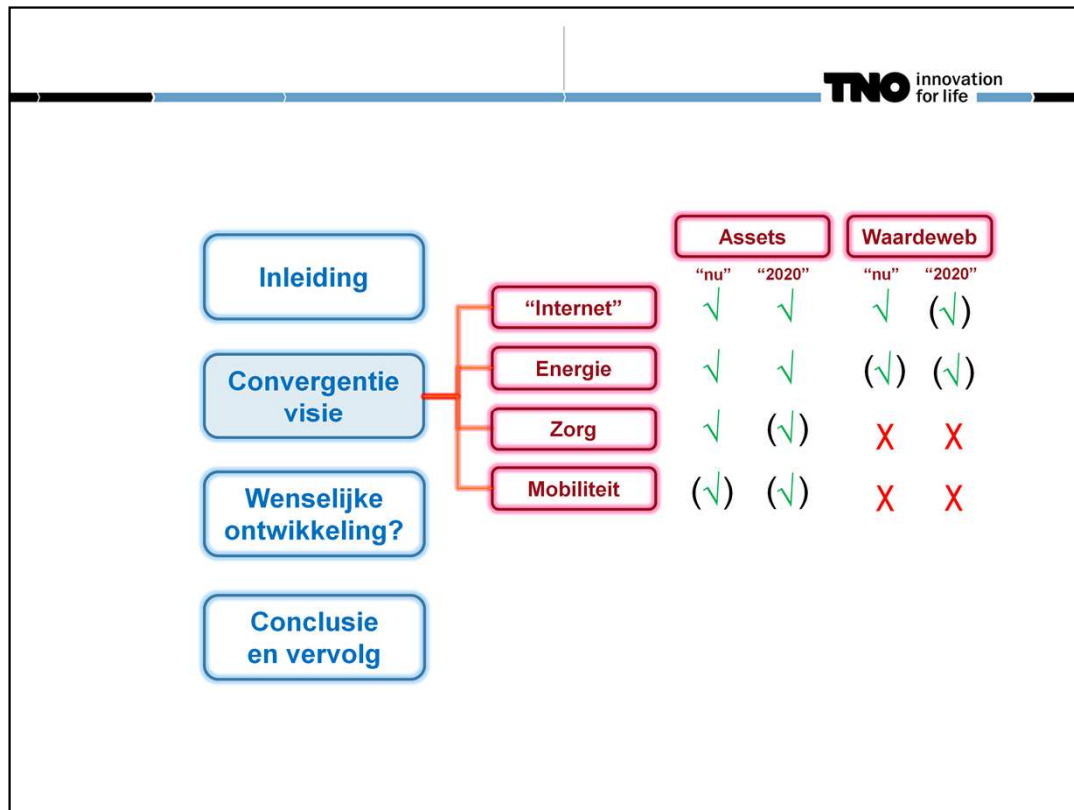 TNO innovation
for life
Inleiding
Convergentie
visie
Wenselijke
ontwikkeling?
Conclusie
en vervolg
Assets Waardeweb
“nu” “2020” “nu” “2020”
“Internet” √ √ √ (√)
Energie √ √ (√) (√)
Zorg √ (√) X X
Mobiliteit (√) (√) X X